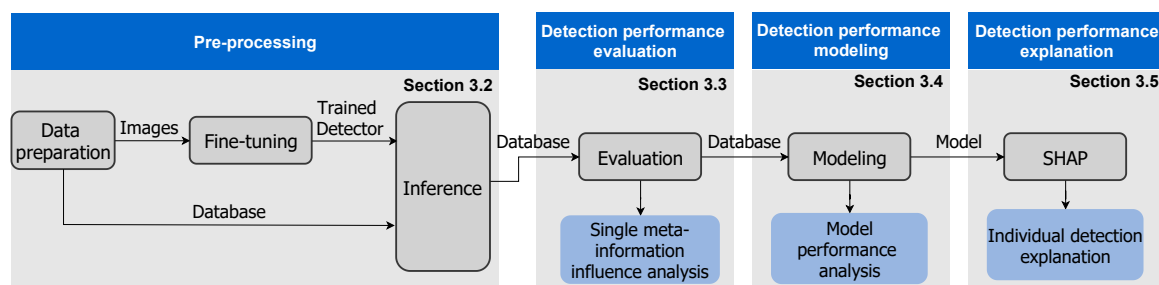 Pre-processing
Detection performance
evaluation
Detection performance
modeling
Detection performance
explanation
Section 3.2
Section 3.3
Section 3.4
Section 3.5
Data
preparation
Images
Fine-tuning
Trained
Detector
Database
Inference
Database
Evaluation
Database
Modeling
Model
SHAP
Single meta-
information
influence analysis
Model
performance
analysis
Individual detection
explanation